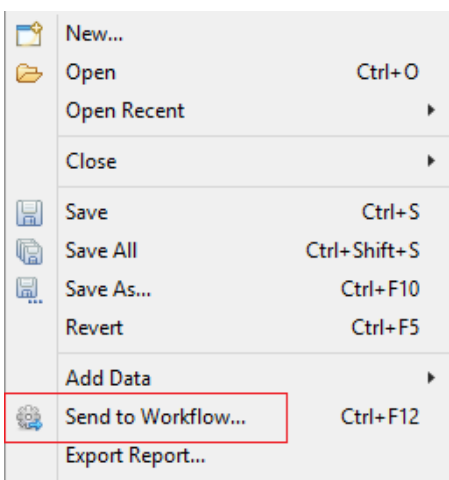 New...
Open Ctrl+O
Open Recent
Close
Save Ctrl+S
Save All Ctrl+Shift+S
Save As... Ctrl+F10
Revert Ctrl+F5
Add Data
Send to Workflow... Ctrl+F12
Export Report...